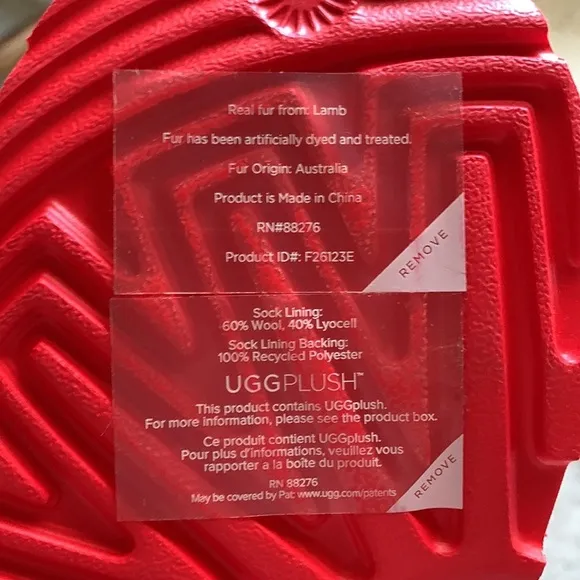 Real fur from: Lamb
Fur has been artificially dyed and treated.
Fur Origin: Australia
Product is Made in China
RN#88276
Product ID#: F26123E
REMOVE
Sock Lining:
60% Wool, 40% Lyocell
Sock Lining Backing:
100% Recycled Polyester
UGGPLUSH™
This product contains UGGplush.
For more information, please see the product box.
Ce produit contient UGGplush.
Pour plus d'informations, veuillez vous
rapporter a la boîte du produit.
RN 88276
May be covered by Pat: www.ugg.com/patents
REMOVE